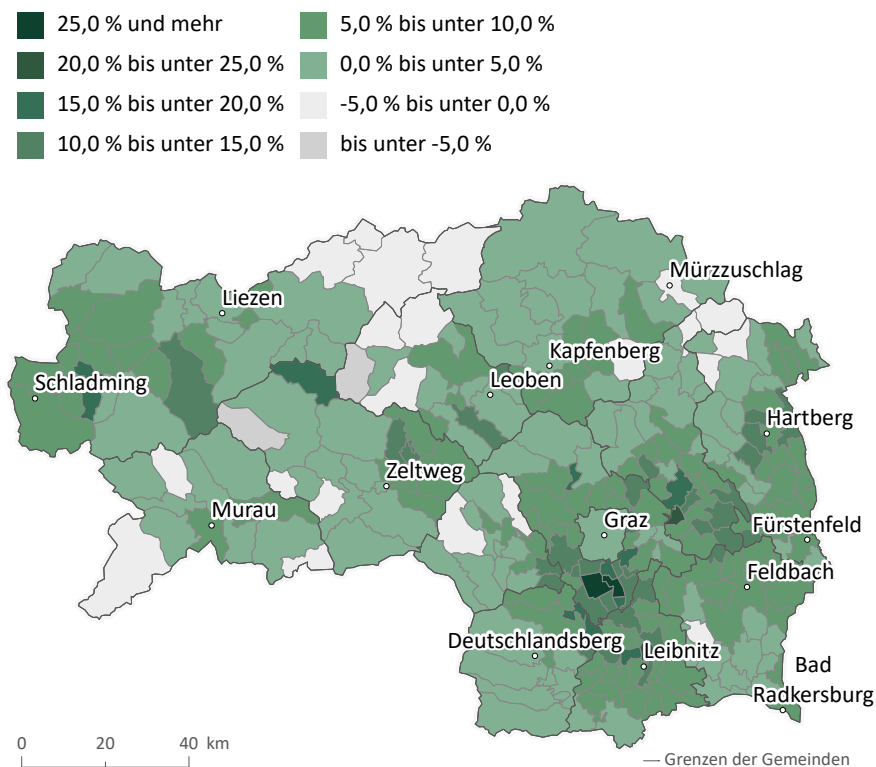 25,0 % und mehr
20,0 % bis unter 25,0 %
15,0 % bis unter 20,0 %
10,0 % bis unter 15,0 %
5,0 % bis unter 10,0 %
0,0 % bis unter 5,0 %
-5,0 % bis unter 0,0 %
bis unter -5,0 %
Mürzzuschlag
Liezen
Kapfenberg
Schladming
Leoben
Hartberg
Zeltweg
Murau
Graz
Fürstenfeld
Feldbach
Deutschlandsberg
Leibnitz
Bad
Radkersburg
0 20 40 km
— Grenzen der Gemeinden